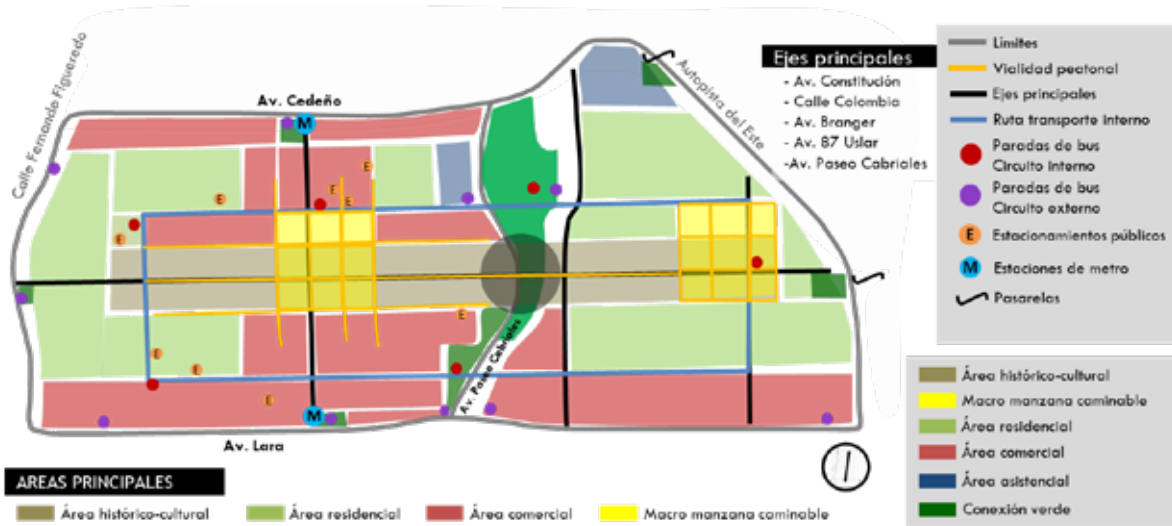 Calle Fernando Figueredo
Av. Cedeño
M
Autopista del Este
Ejes principales
- Av. Constitución
- Calle Colombia
- Av. Branger
- Av. 87 Uslar
-Av. Paseo Cabriales
E
E
E
E
E
E
E
E
E
M
Av. Paseo Cabriales
Av. Lara
Limites
Vialidad peatonal
Ejes principales
Ruta transporte interno
Paradas de bus
Circuito interno
Paradas de bus
Circuito externo
E Estacionamientos públicos
M Estaciones de metro
Pasarelas
Área histórico-cultural
Macro manzana caminable
Área residencial
Área comercial
Área asistencial
Conexión verde
AREAS PRINCIPALES
Área histórico-cultural
Área residencial
Área comercial
Macro manzana caminable